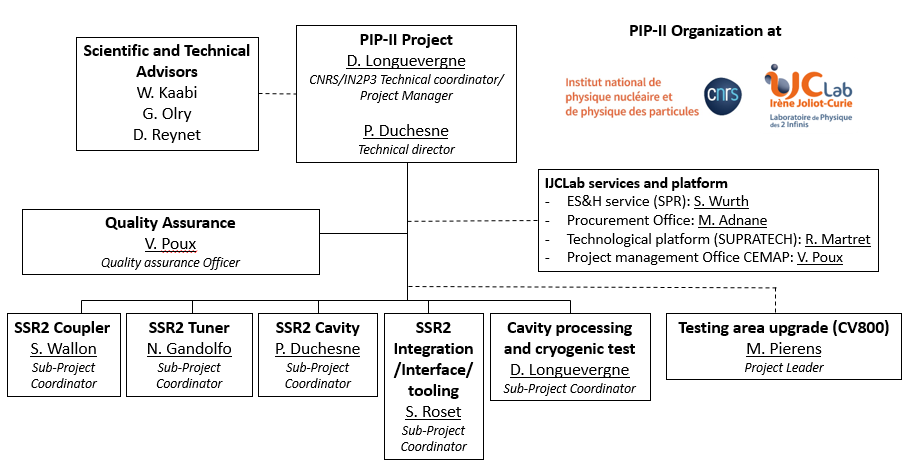 PIP-II Organization at
Institut national de
physique nucléaire et
de physique des particules
cnrs
iJC Lab
Irène Joliot-Curie
Laboratoire de Physique
des 2 Infinis
Scientific and Technical
Advisors
W. Kaabi
G. Olry
D. Reynet
PIP-II Project
D. Longuevergne
CNRS/IN2P3 Technical coordinator/
Project Manager
P. Duchesne
Technical director
IJCLab services and platform
- ES&H service (SPR): S. Wurth
- Procurement Office: M. Adnane
- Technological platform (SUPRATECH): R. Martret
- Project management Office CEMAP: V. Poux
Quality Assurance
V. Poux
Quality assurance Officer
SSR2 Coupler
S. Wallon
Sub-Project
Coordinator
SSR2 Tuner
N. Gandolfo
Sub-Project
Coordinator
SSR2 Cavity
P. Duchesne
Sub-Project
Coordinator
SSR2
Integration
/Interface/
tooling
S. Roset
Sub-Project
Coordinator
Cavity processing
and cryogenic test
D. Longuevergne
Sub-Project Coordinator
Testing area upgrade (CV800)
M. Pierens
Project Leader